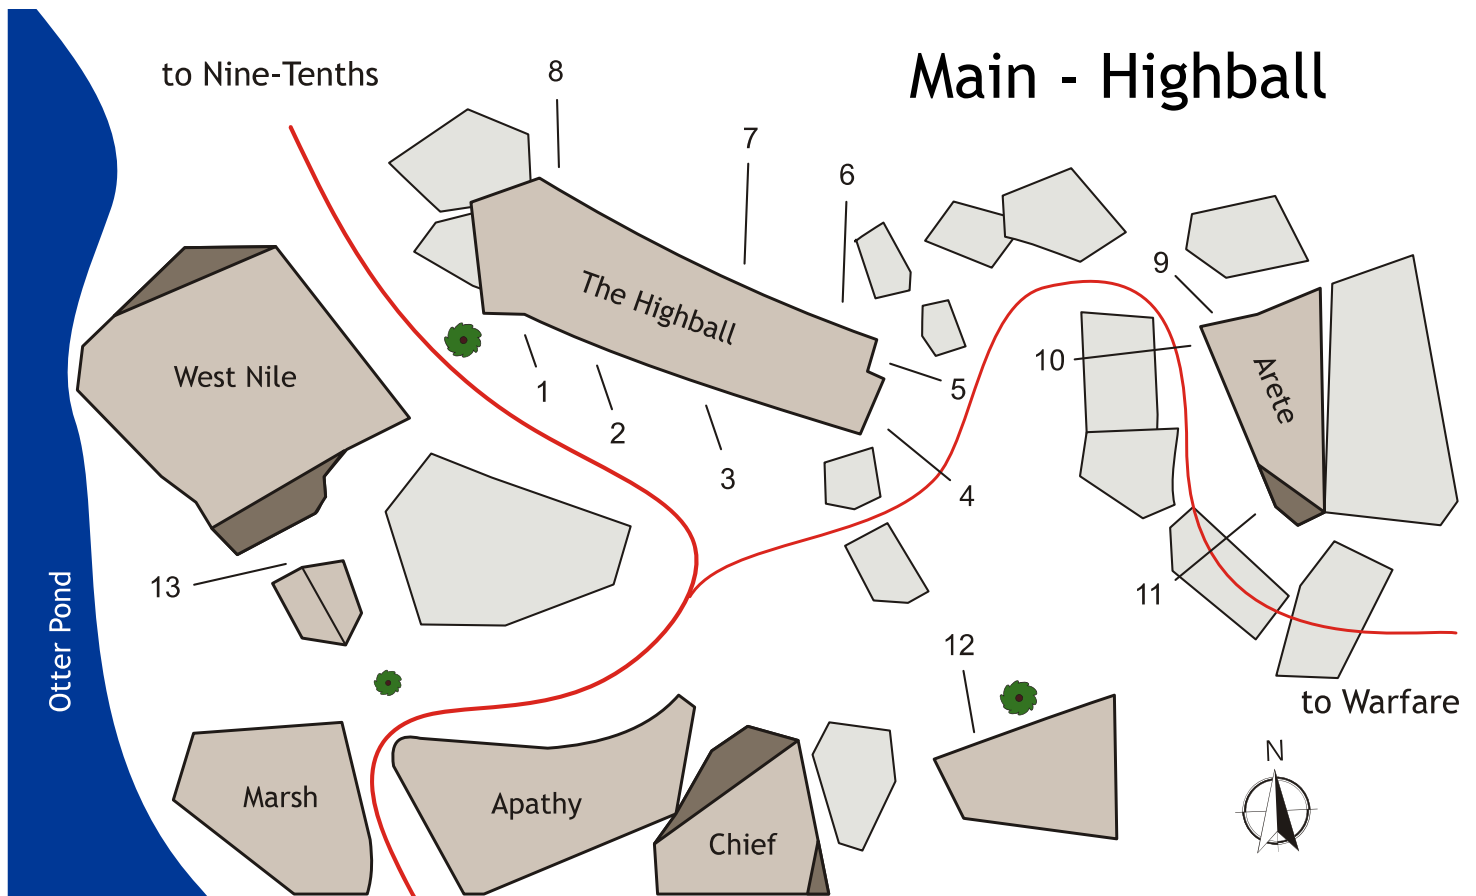 Main - Highball
to Nine-Tenths
8
7
6
9
The Highball
10
5
1
West Nile
Arete
2
3
4
13
11
Otter Pond
12
to Warfare
N
Marsh
Apathy
Chief